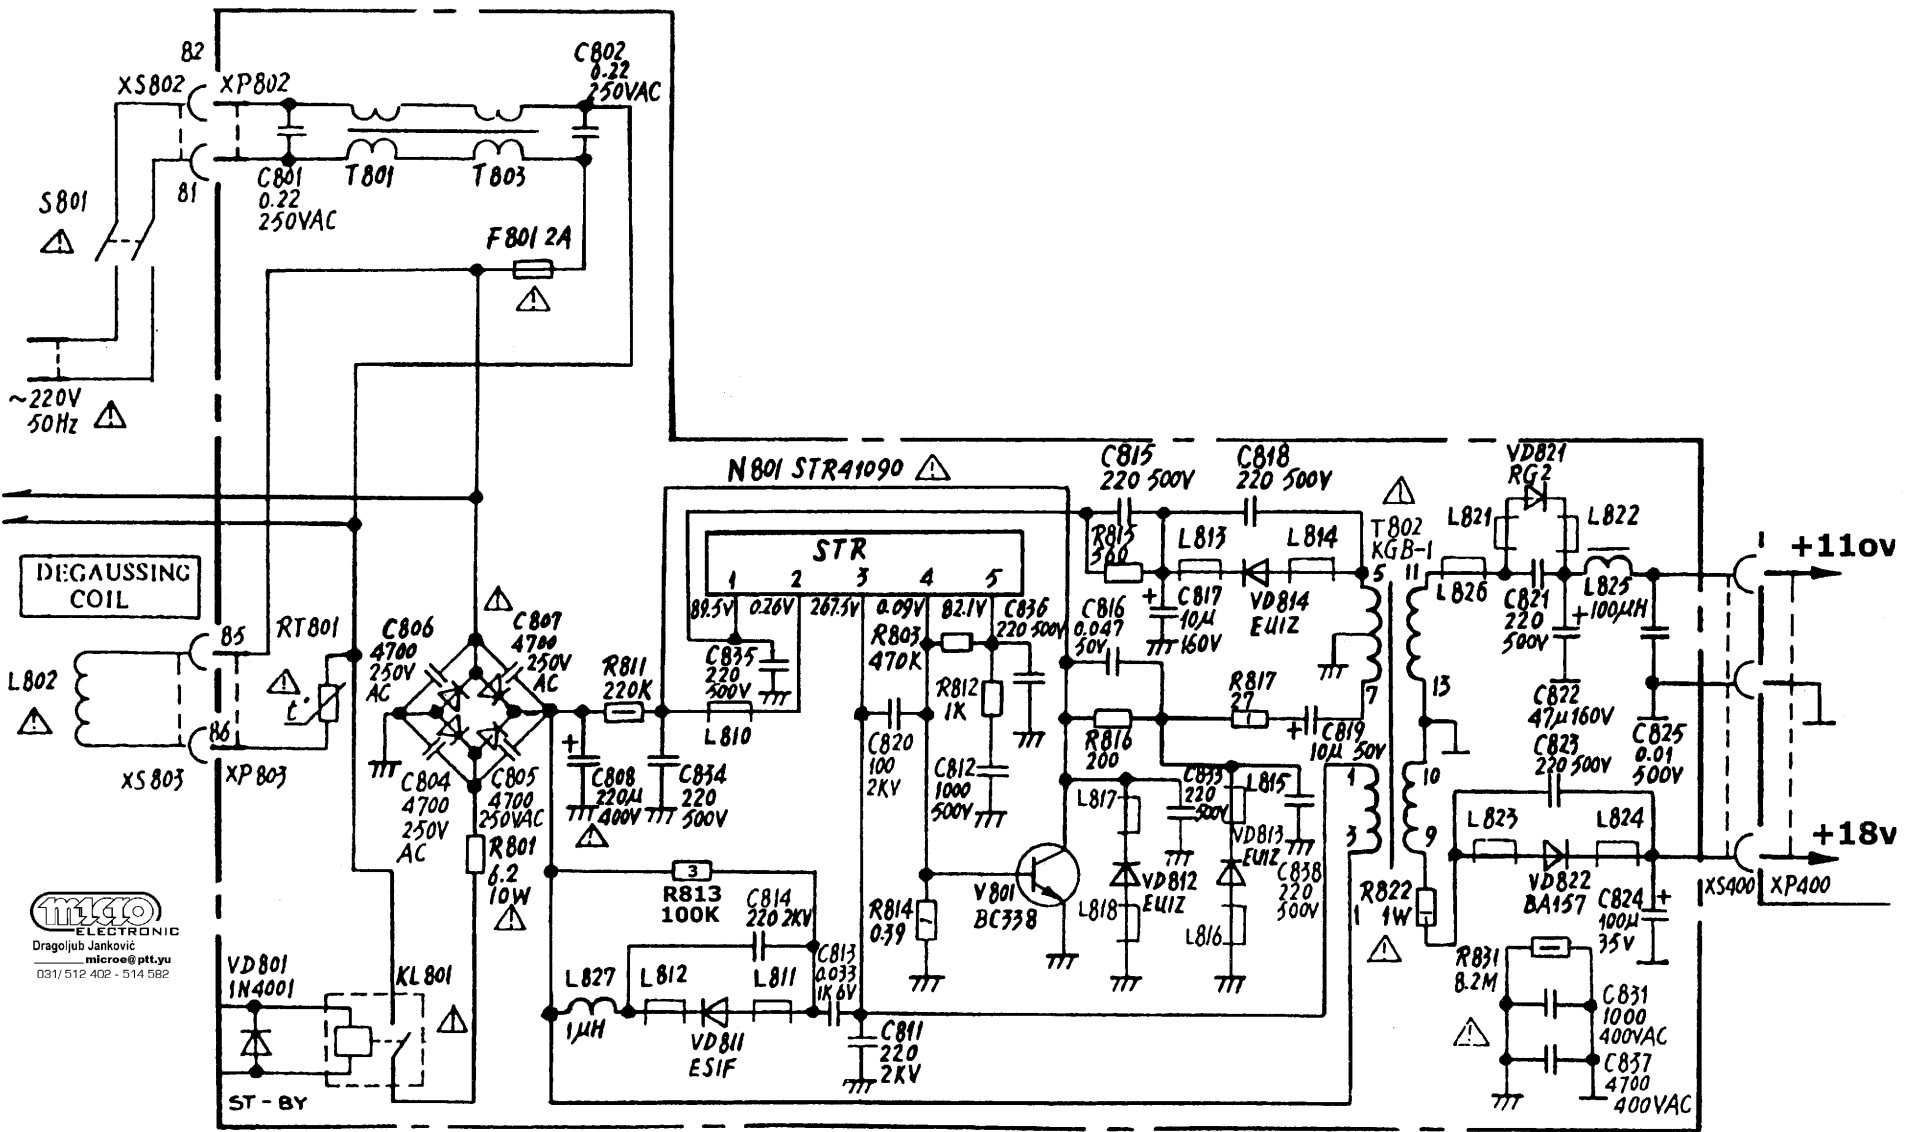 82
XS802
XP802
C802
0.22
250VAC
81
C801
0.22
250VAC
T801
T803
S801
F801 2A
~220V
50Hz
N801 STR41090
C815
220 500V
C818
220 500V
VD821
RG2
L821
L822
T802
KGB-1
STR
R815
560
L813
L814
5
11
L826
C821
220
500V
L825
100µH
+110V
1
2
3
4
5
89.5V
0.26V
267.5V
0.09V
82.1V
C836
220 500V
C816
0.047
50V
+
C817
10µ
160V
VD814
EU1Z
+
DEGAUSSING
COIL
85
RT801
C806
4700
250V
AC
C807
4700
250V
AC
R811
220K
C835
220
500V
R803
470K
R812
1K
R817
27
7
13
L802
t°
86
XS803
XP803
L810
C820
100
2KV
R816
200
+
C819
10µ 50V
C822
47µ160V
C823
220 500V
C825
0.01
500V
C804
4700
250V
AC
C805
4700
250VAC
+
C808
220µ
400V
C834
220
500V
C812
1000
500V
L817
C833
220
500V
L815
1
10
3
9
R801
6.2
10W
3
R813
100K
C814
220 2KV
R814
0.39
V801
BC338
VD812
EU1Z
VD813
EU1Z
C838
220
500V
L818
L816
1
R822
1W
L823
L824
VD822
BA157
C824
100µ
35V
+
+18V
XS400
XP400
micro
ELECTRONIC
Dragoljub Janković
microe@ptt.yu
031/ 512 402 - 514 582
VD801
1N4001
KL801
L827
1µH
L812
L811
VD811
ES1F
C813
0.033
1K6V
C811
220
2KV
R831
8.2M
C831
1000
400VAC
C837
4700
400VAC
ST-BY